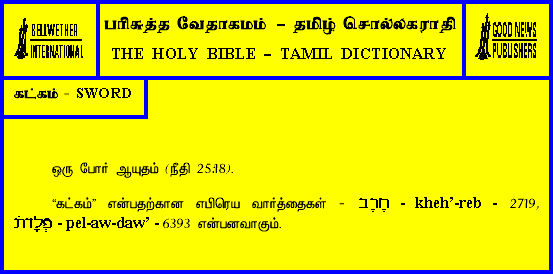 BELLWETHER
INTERNATIONAL
பரிசுத்த வேதாகமம் – தமிழ் சொல்லகராதி
THE HOLY BIBLE – TAMIL DICTIONARY
GOOD NEWS
PUBLISHERS
கட்கம் - SWORD
ஒரு போர் ஆயுதம் (நீதி 25:18).
“கட்கம்” என்பதற்கான எபிரெய வார்த்தைகள் - חֶרֶב - kheh’-reb - 2719,
פְּלָדֹת - pel-aw-daw’ - 6393 என்பனவாகும்.